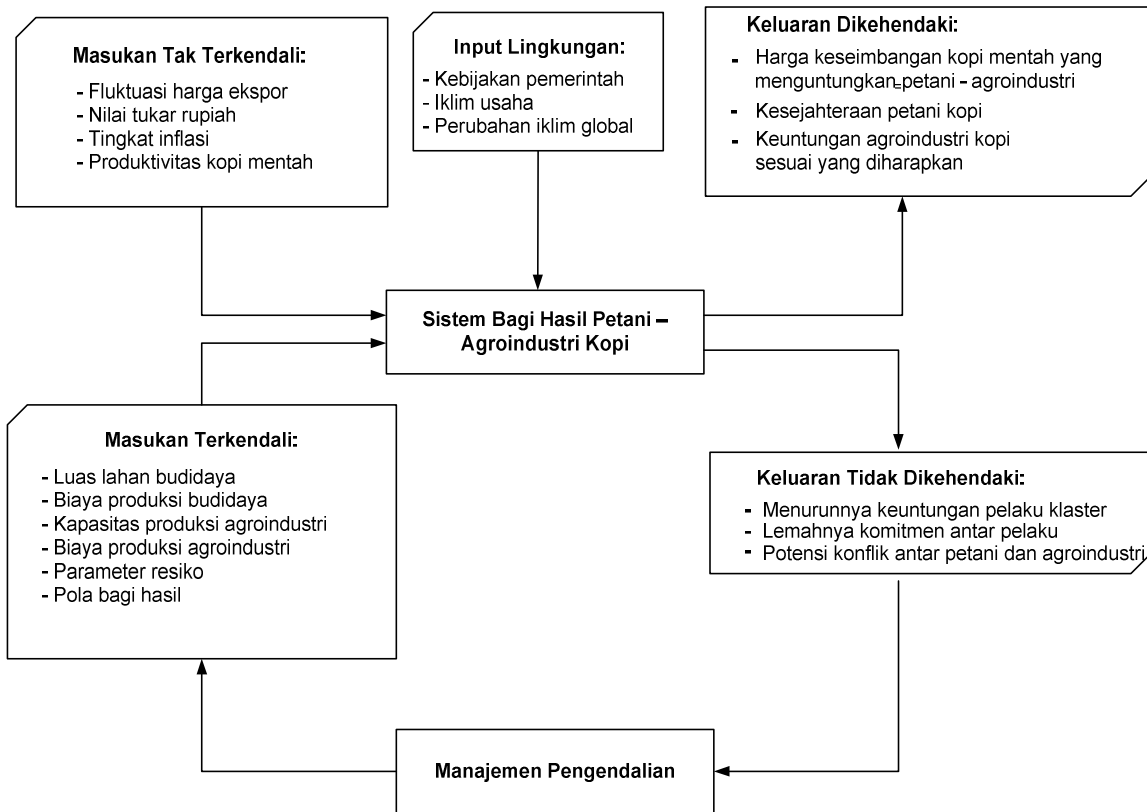 Masukan Tak Terkendali:
- Fluktuasi harga ekspor
- Nilai tukar rupiah
- Tingkat inflasi
- Produktivitas kopi mentah
Input Lingkungan:
- Kebijakan pemerintah
- Iklim usaha
- Perubahan iklim global
Keluaran Dikehendaki:
- Harga keseimbangan kopi mentah yang
menguntungkan=petani - agroindustri
- Kesejahteraan petani kopi
- Keuntungan agroindustri kopi
sesuai yang diharapkan
Sistem Bagi Hasil Petani –
Agroindustri Kopi
Masukan Terkendali:
- Luas lahan budidaya
- Biaya produksi budidaya
- Kapasitas produksi agroindustri
- Biaya produksi agroindustri
- Parameter resiko
- Pola bagi hasil
Keluaran Tidak Dikehendaki:
- Menurunnya keuntungan pelaku klaster
- Lemahnya komitmen antar pelaku
- Potensi konflik antar petani dan agroindustri
Manajemen Pengendalian